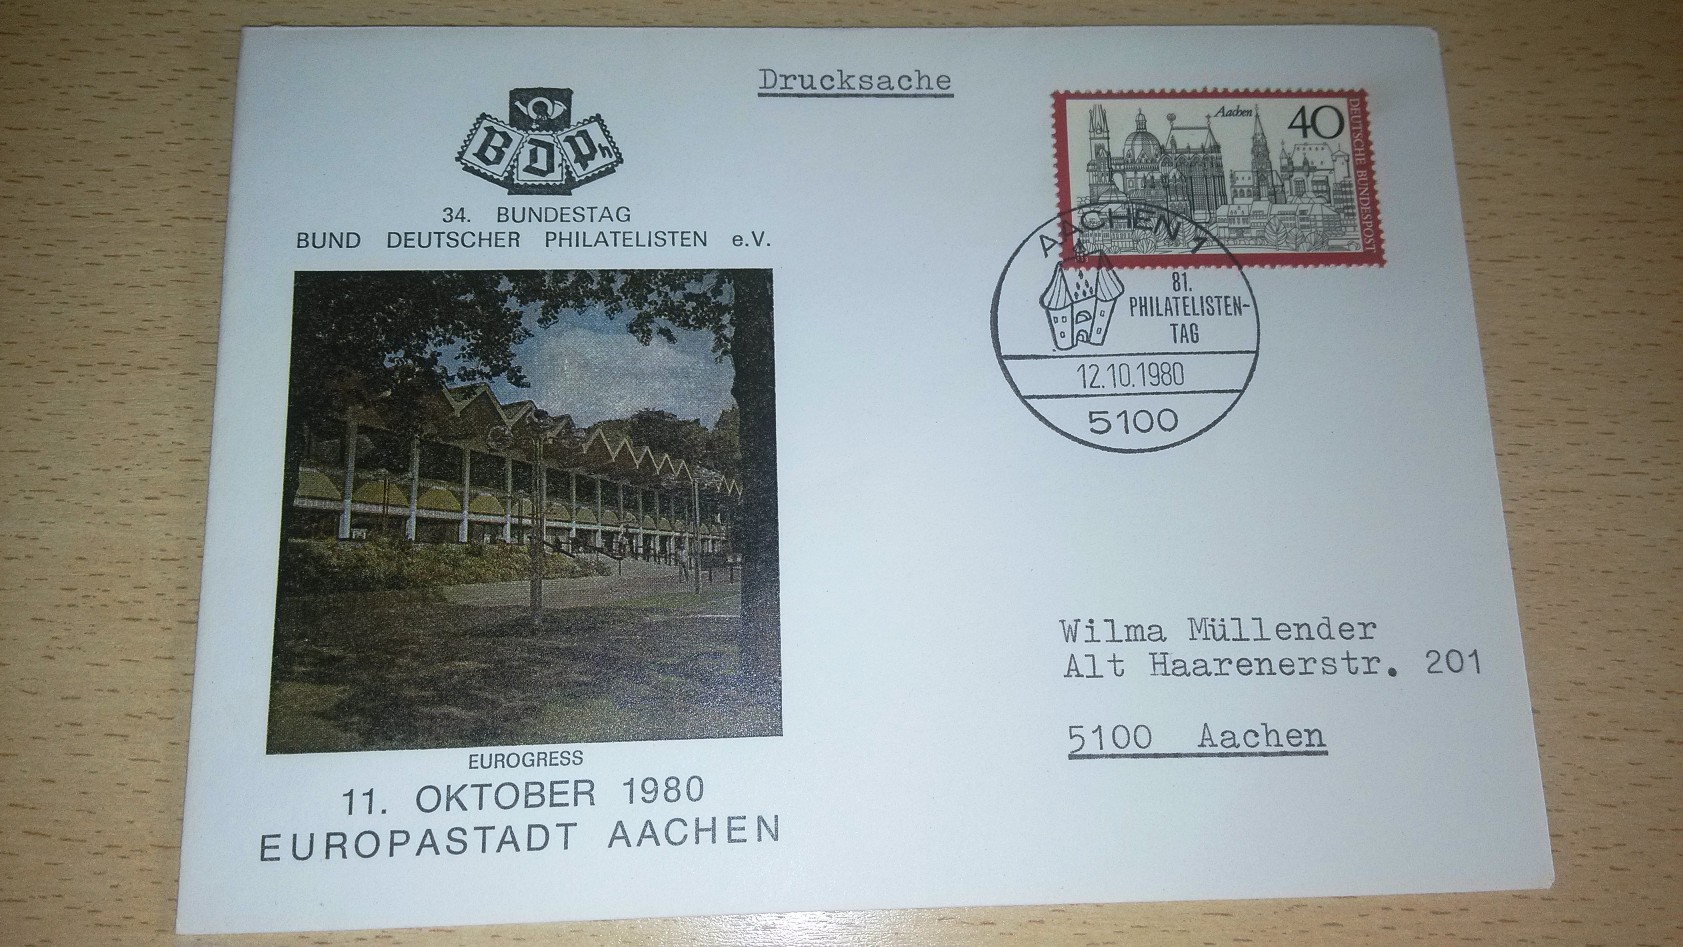 Drucksache
BDPh
34. BUNDESTAG
BUND DEUTSCHER PHILATELISTEN e.V.
Aachen
40
DEUTSCHE BUNDESPOST
AACHEN 1
81.
PHILATELISTEN-
TAG
12.10.1980
5100
Wilma Müllender
Alt Haarenerstr. 201
5100 Aachen
EUROGRESS
11. OKTOBER 1980
EUROPASTADT AACHEN